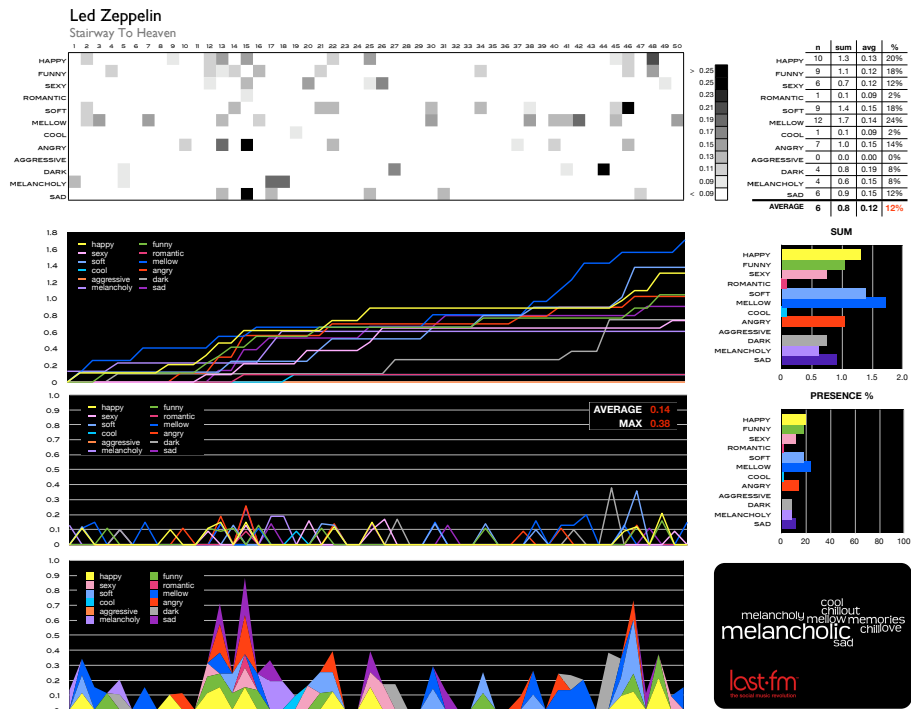 Led Zeppelin
Stairway To Heaven
1 2 3 4 5 6 7 8 9 10 11 12 13 14 15 16 17 18 19 20 21 22 23 24 25 26 27 28 29 30 31 32 33 34 35 36 37 38 39 40 41 42 43 44 45 46 47 48 49 50
HAPPY
FUNNY
SEXY
ROMANTIC
SOFT
MELLOW
COOL
ANGRY
AGGRESSIVE
DARK
MELANCHOLY
SAD
> 0.25
0.25
0.23
0.21
0.19
0.17
0.15
0.13
0.11
< 0.09
n sum avg %
HAPPY 10 1.3 0.13 20%
FUNNY 9 1.1 0.12 18%
SEXY 6 0.7 0.12 12%
ROMANTIC 1 0.1 0.09 2%
SOFT 9 1.4 0.15 18%
MELLOW 12 1.7 0.14 24%
COOL 1 0.1 0.09 2%
ANGRY 7 1.0 0.15 14%
AGGRESSIVE 0 0.0 0.00 0%
DARK 4 0.8 0.19 8%
MELANCHOLY 4 0.6 0.15 8%
SAD 6 0.9 0.15 12%
AVERAGE 6 0.8 0.12 12%
1.8
1.6
1.4
1.2
1.0
0.8
0.6
0.4
0.2
0
happy funny
sexy romantic
soft mellow
cool angry
aggressive dark
melancholy sad
SUM
HAPPY
FUNNY
SEXY
ROMANTIC
SOFT
MELLOW
COOL
ANGRY
AGGRESSIVE
DARK
MELANCHOLY
SAD
0 0.5 1.0 1.5 2.0
1.0
0.9
0.8
0.7
0.6
0.5
0.4
0.3
0.2
0.1
0
happy funny
sexy romantic
soft mellow
cool angry
aggressive dark
melancholy sad
AVERAGE 0.14
MAX 0.38
PRESENCE %
HAPPY
FUNNY
SEXY
ROMANTIC
SOFT
MELLOW
COOL
ANGRY
AGGRESSIVE
DARK
MELANCHOLY
SAD
0 20 40 60 80 100
1.0
0.9
0.8
0.7
0.6
0.5
0.4
0.3
0.2
0.1
happy funny
sexy romantic
soft mellow
cool angry
aggressive dark
melancholy sad
cool
chillout
melancholy mellow memories
melancholic chill love
sad
last.fm
the social music revolution